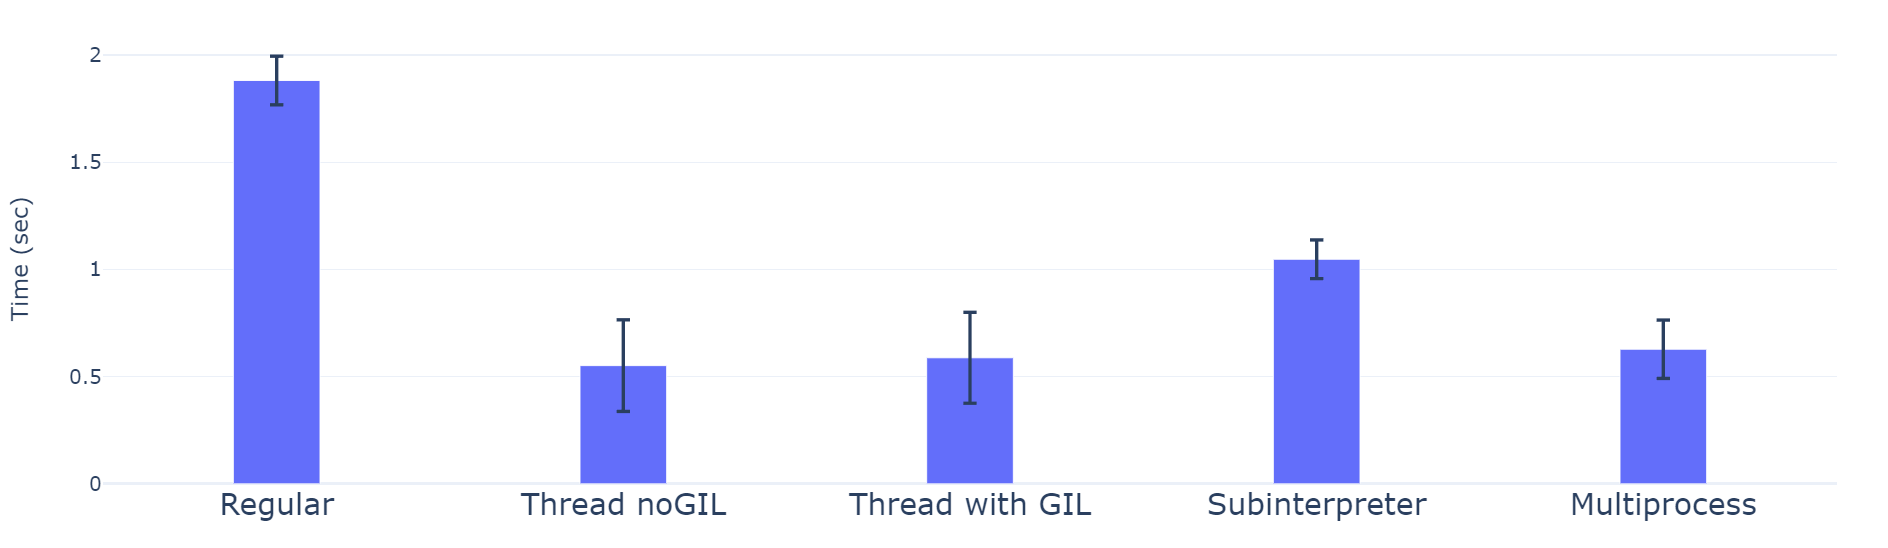 2
1.5
1
0.5
0
Time (sec)
Regular
Thread noGIL
Thread with GIL
Subinterpreter
Multiprocess